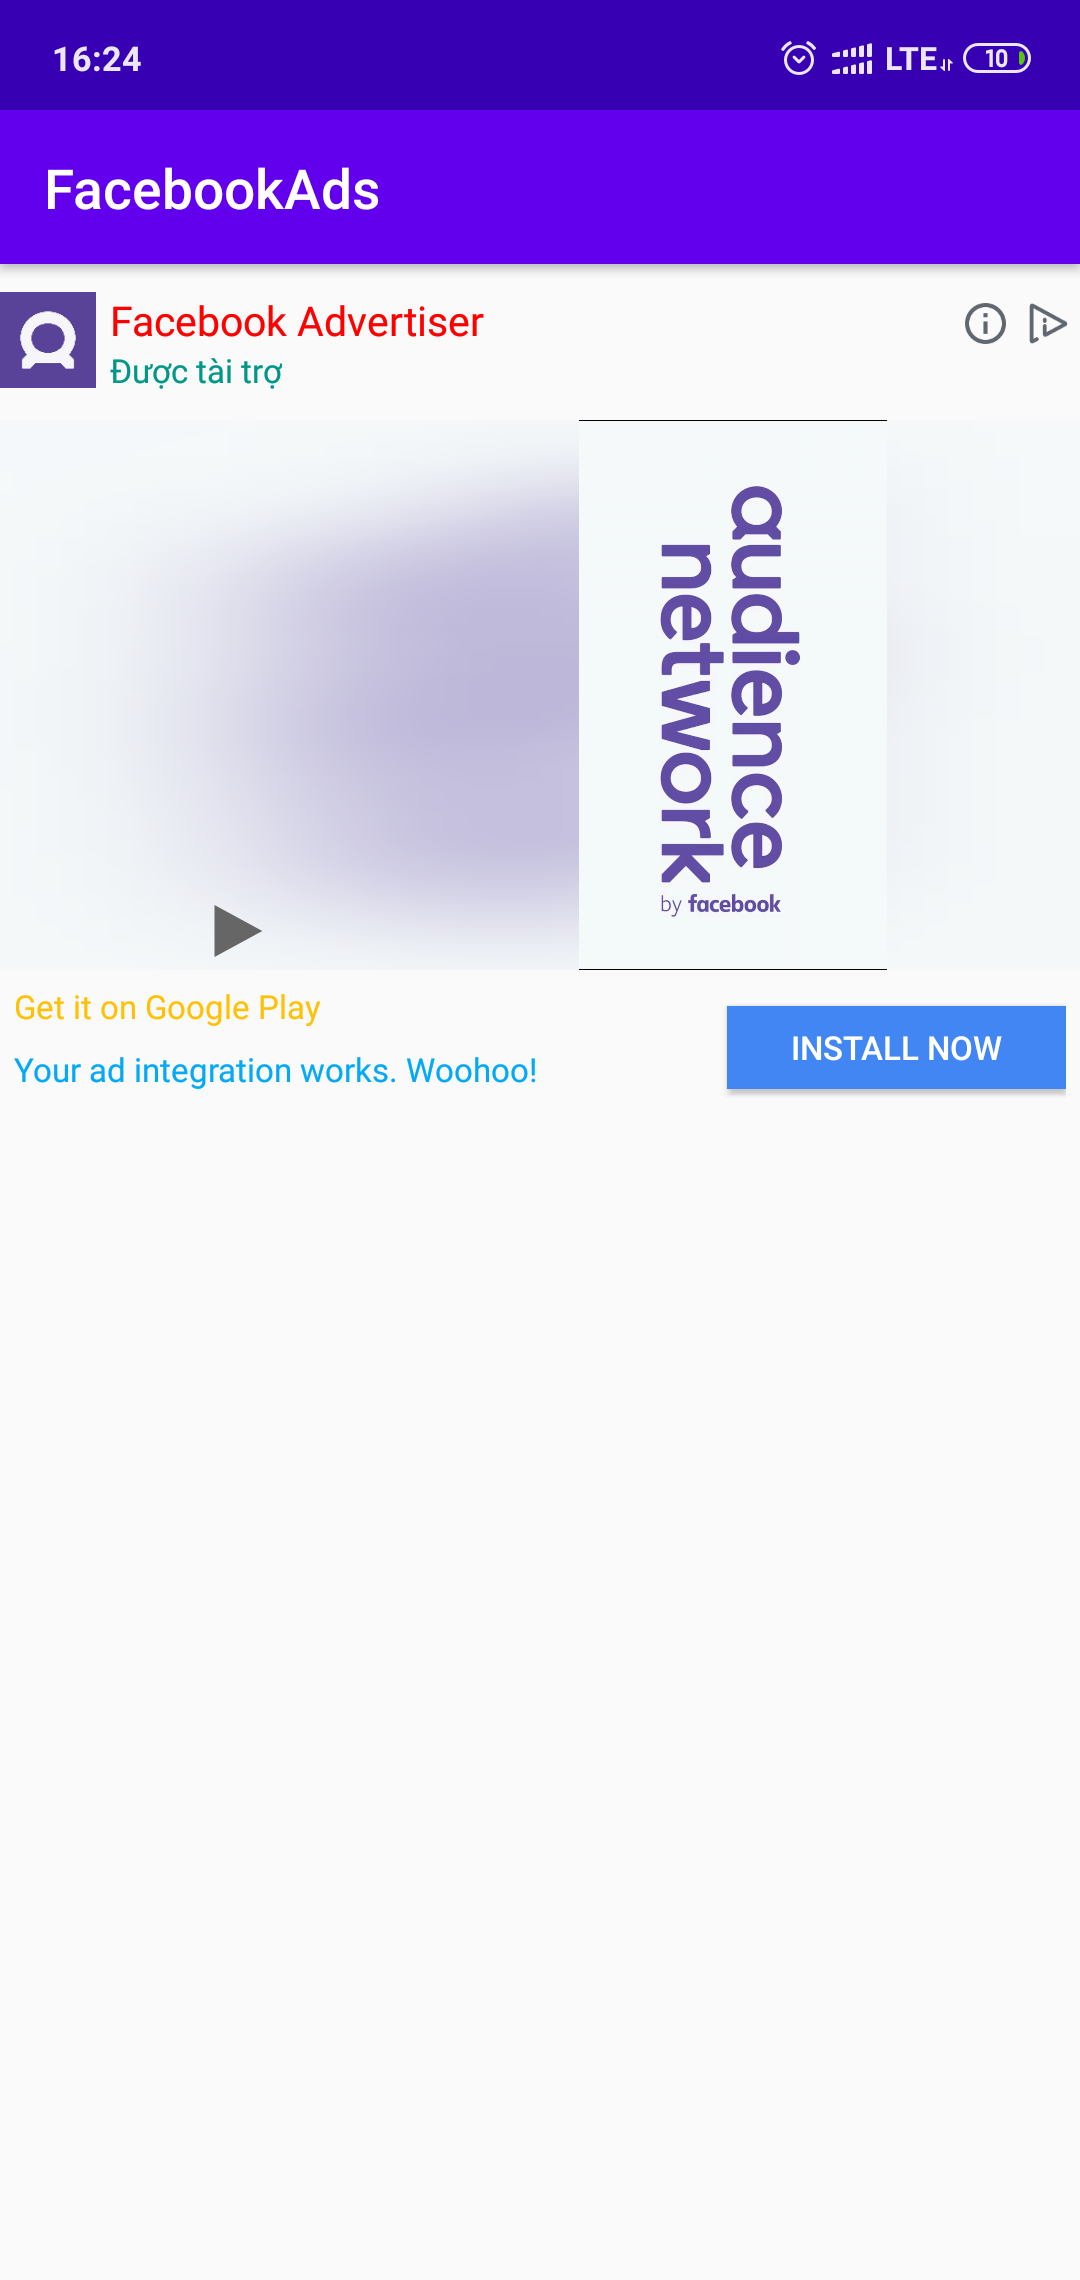 16:24
LTE 10
FacebookAds
Facebook Advertiser
Được tài trợ
audience
network
by facebook
Get it on Google Play
Your ad integration works. Woohoo!
INSTALL NOW